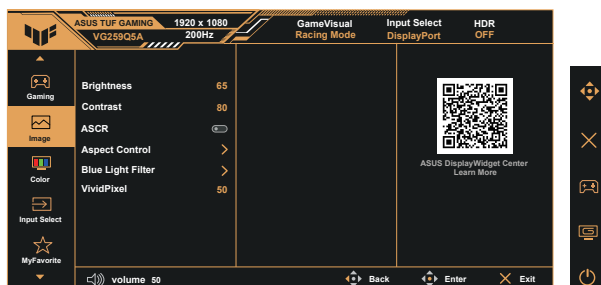 ASUS TUF GAMING 1920 x 1080 GameVisual Input Select HDR
VG259Q5A 200Hz Racing Mode DisplayPort OFF
Gaming
Image
Color
Input Select
MyFavorite
Brightness 65
Contrast 80
ASCR
Aspect Control
Blue Light Filter
VividPixel 50
ASUS DisplayWidget Center
Learn More
volume 50 Back Enter Exit